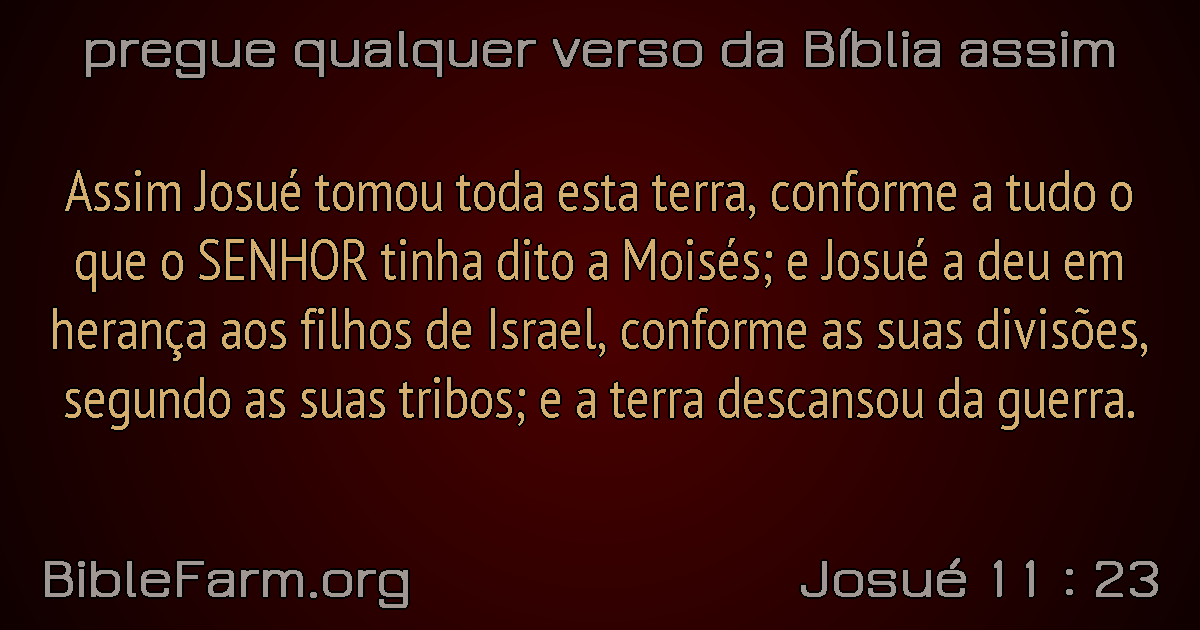 pregue qualquer verso da Bíblia assim
Assim Josué tomou toda esta terra, conforme a tudo o
que o SENHOR tinha dito a Moisés; e Josué a deu em
herança aos filhos de Israel, conforme as suas divisões,
segundo as suas tribos; e a terra descansou da guerra.
BibleFarm.org
Josué 11 : 23